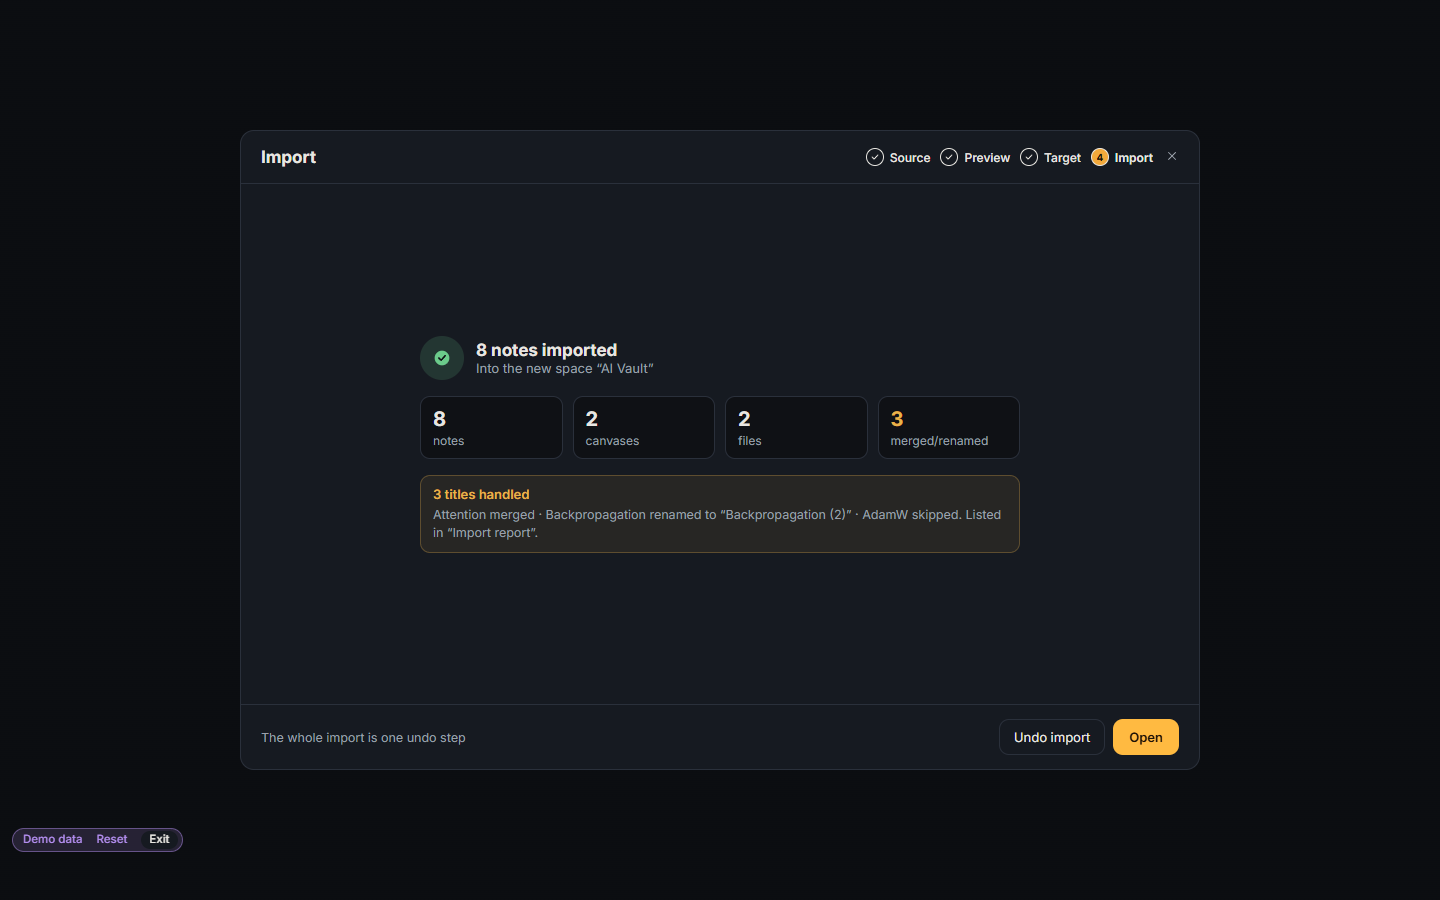 Import
Source
Preview
Target
4 Import
8 notes imported
Into the new space “AI Vault”
8
notes
2
canvases
2
files
3
merged/renamed
3 titles handled
Attention merged · Backpropagation renamed to “Backpropagation (2)” · AdamW skipped. Listed
in “Import report”.
The whole import is one undo step
Undo import
Open
Demo data
Reset
Exit